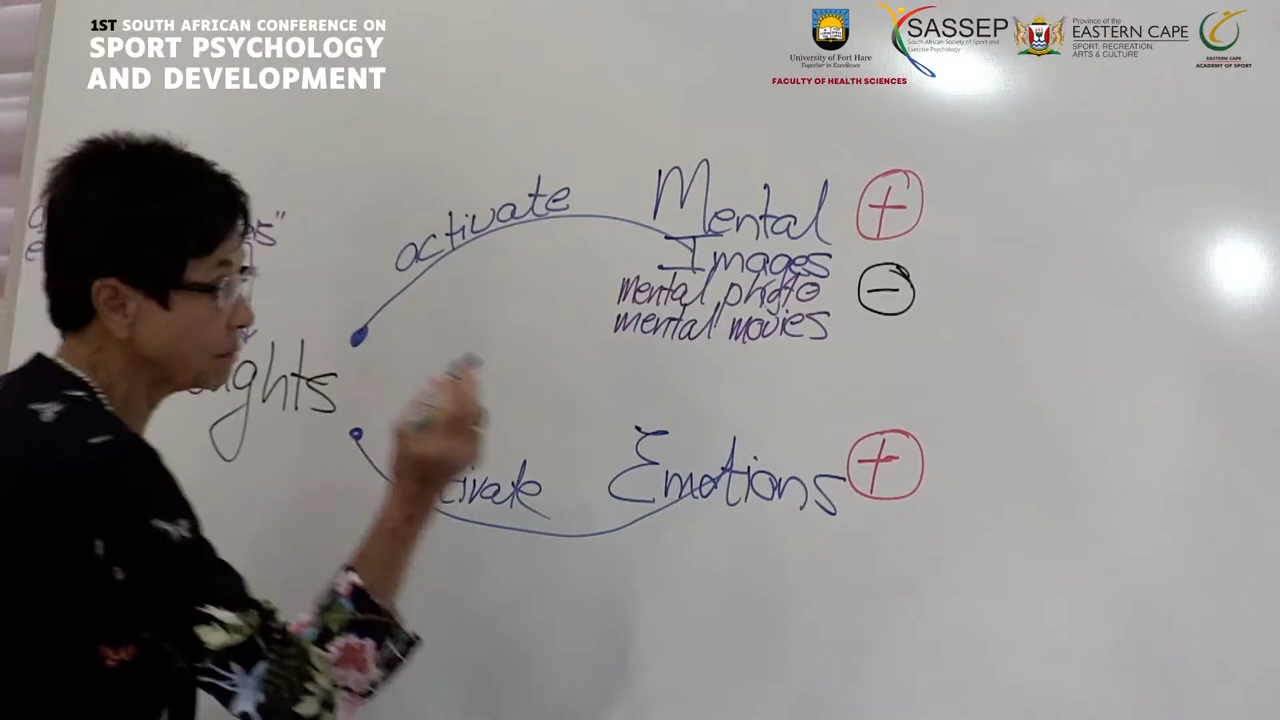 1ST SOUTH AFRICAN CONFERENCE ON
SPORT PSYCHOLOGY
AND DEVELOPMENT
University of Fort Hare
Together in Excellence
FACULTY OF HEALTH SCIENCES
SASSEP
South African Society of Sport and
Exercise Psychology
Province of the
EASTERN CAPE
SPORT, RECREATION,
ARTS & CULTURE
EASTERN CAPE
ACADEMY OF SPORT
activate
Mental +
Images
mental photo −
mental movies
ughts
tivate
Emotions +